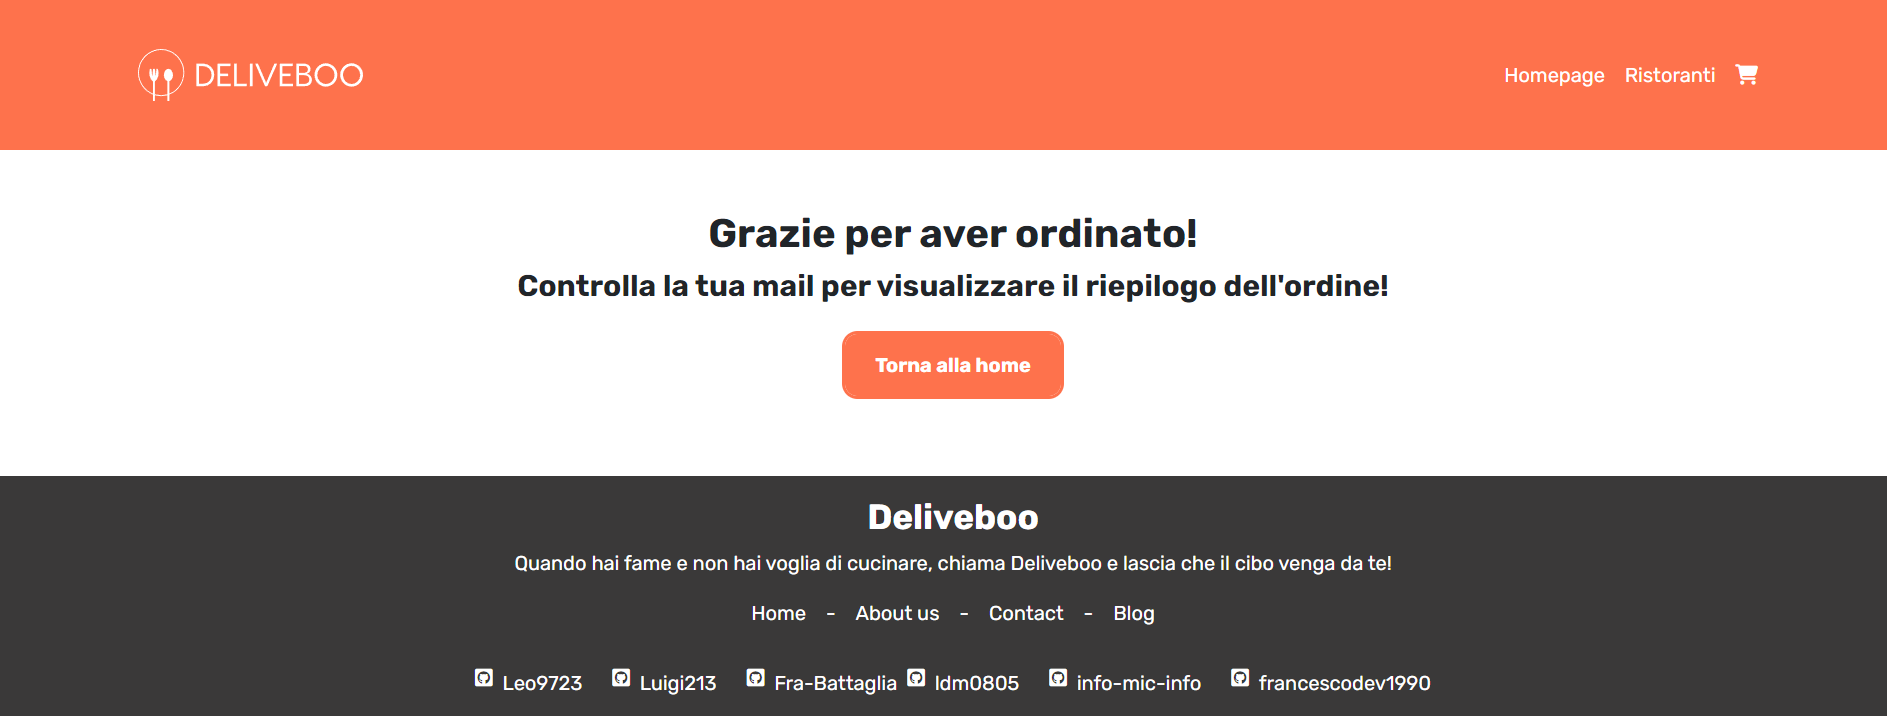 DELIVEBOO
Homepage Ristoranti
Grazie per aver ordinato!
Controlla la tua mail per visualizzare il riepilogo dell'ordine!
Torna alla home
Deliveboo
Quando hai fame e non hai voglia di cucinare, chiama Deliveboo e lascia che il cibo venga da te!
Home - About us - Contact - Blog
Leo9723 Luigi213 Fra-Battaglia ldm0805 info-mic-info francescodev1990